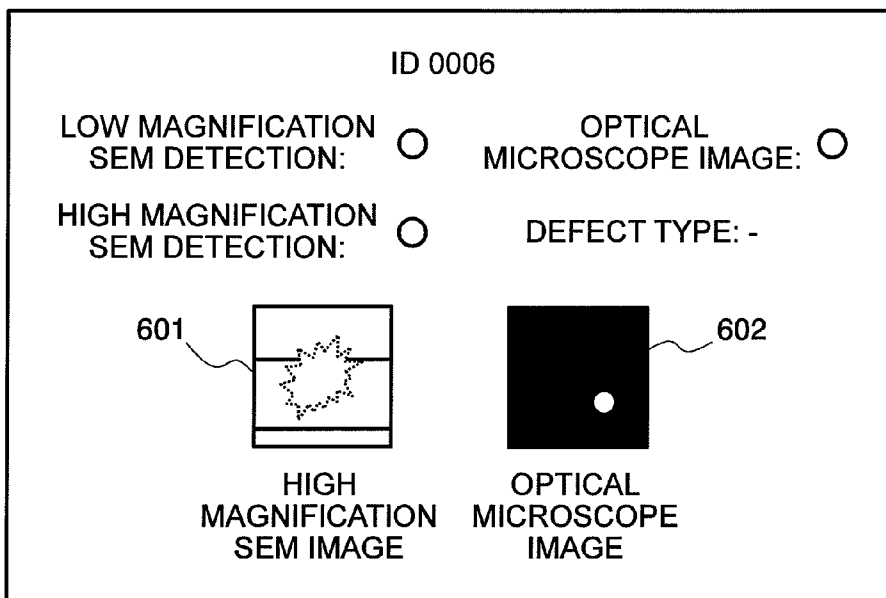 ID 0006
LOW MAGNIFICATION
SEM DETECTION:
OPTICAL
MICROSCOPE IMAGE:
HIGH MAGNIFICATION
SEM DETECTION:
DEFECT TYPE: -
601
602
HIGH
MAGNIFICATION
SEM IMAGE
OPTICAL
MICROSCOPE
IMAGE